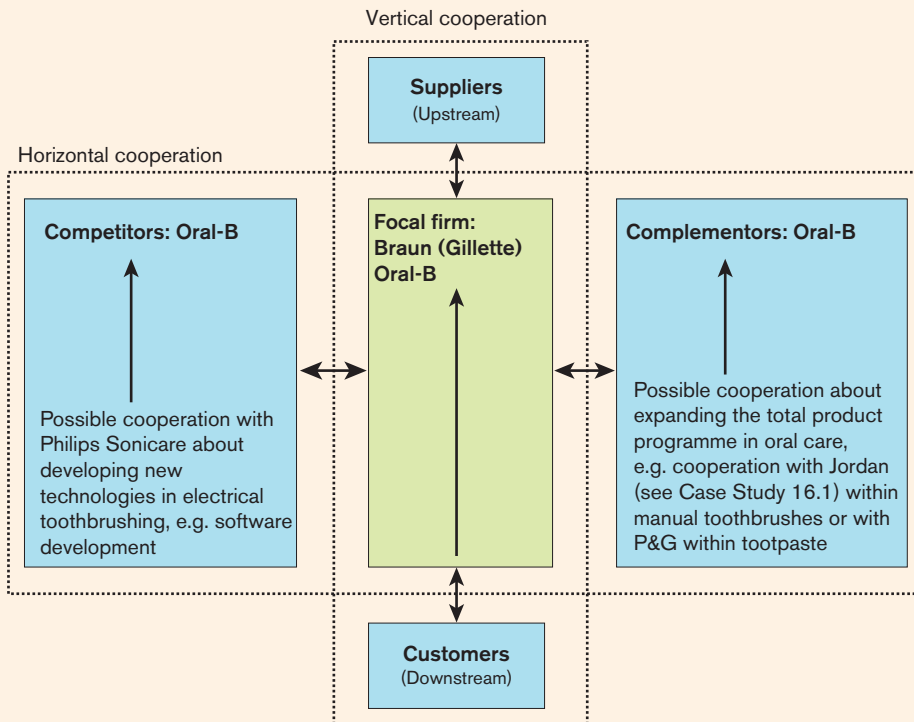 Vertical cooperation
Suppliers
(Upstream)
Horizontal cooperation
Competitors: Oral-B
Possible cooperation with
Philips Sonicare about
developing new
technologies in electrical
toothbrushing, e.g. software
development
Focal firm:
Braun (Gillette)
Oral-B
Complementors: Oral-B
Possible cooperation about
expanding the total product
programme in oral care,
e.g. cooperation with Jordan
(see Case Study 16.1) within
manual toothbrushes or with
P&G within tootpaste
Customers
(Downstream)